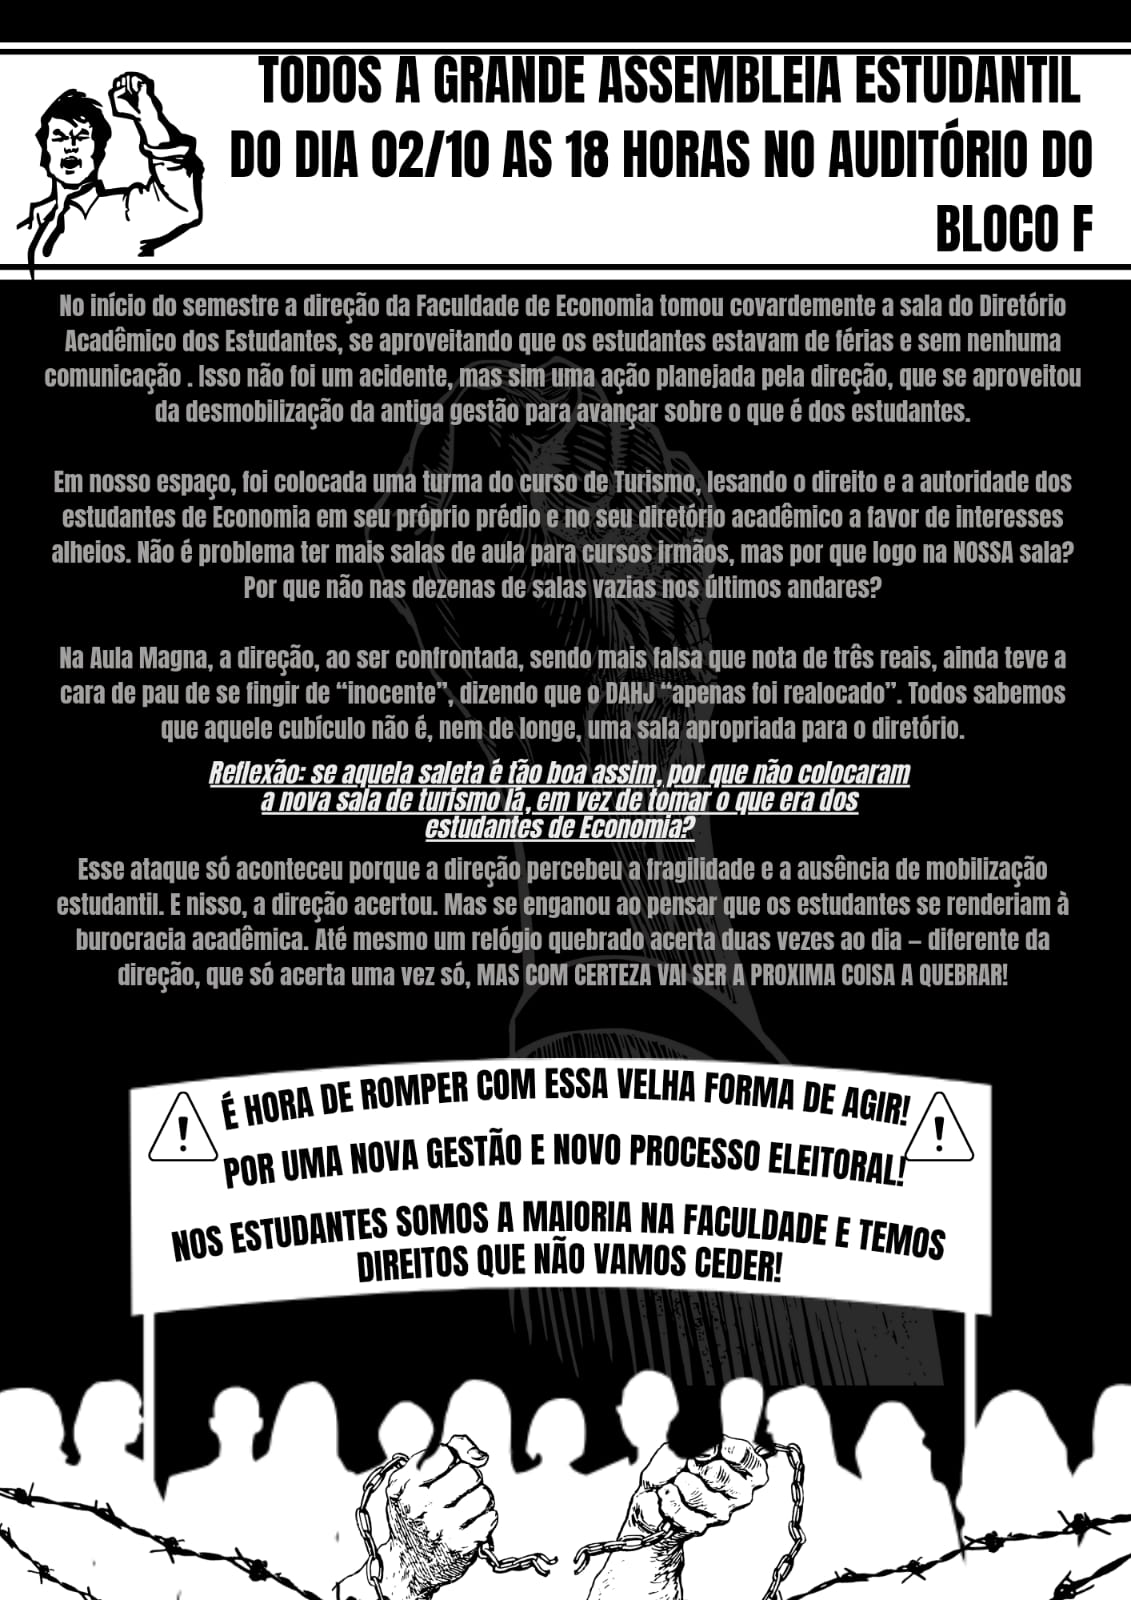 TODOS A GRANDE ASSEMBLEIA ESTUDANTIL
DO DIA 02/10 AS 18 HORAS NO AUDITÓRIO DO
BLOCO F
No início do semestre a direção da Faculdade de Economia tomou covardemente a sala do Diretório
Acadêmico dos Estudantes, se aproveitando que os estudantes estavam de férias e sem nenhuma
comunicação . Isso não foi um acidente, mas sim uma ação planejada pela direção, que se aproveitou
da desmobilização da antiga gestão para avançar sobre o que é dos estudantes.
Em nosso espaço, foi colocada uma turma do curso de Turismo, lesando o direito e a autoridade dos
estudantes de Economia em seu próprio prédio e no seu diretório acadêmico a favor de interesses
alheios. Não é problema ter mais salas de aula para cursos irmãos, mas por que logo na NOSSA sala?
Por que não nas dezenas de salas vazias nos últimos andares?
Na Aula Magna, a direção, ao ser confrontada, sendo mais falsa que nota de três reais, ainda teve a
cara de pau de se fingir de “inocente”, dizendo que o DAHJ “apenas foi realocado”. Todos sabemos
que aquele cubículo não é, nem de longe, uma sala apropriada para o diretório.
Reflexão: se aquela saleta é tão boa assim, por que não colocaram
a nova sala de turismo lá, em vez de tomar o que era dos
estudantes de Economia?
Esse ataque só aconteceu porque a direção percebeu a fragilidade e a ausência de mobilização
estudantil. E nisso, a direção acertou. Mas se enganou ao pensar que os estudantes se renderiam à
burocracia acadêmica. Até mesmo um relógio quebrado acerta duas vezes ao dia – diferente da
direção, que só acerta uma vez só, MAS COM CERTEZA VAI SER A PROXIMA COISA A QUEBRAR!
É HORA DE ROMPER COM ESSA VELHA FORMA DE AGIR!
POR UMA NOVA GESTÃO E NOVO PROCESSO ELEITORAL!
NOS ESTUDANTES SOMOS A MAIORIA NA FACULDADE E TEMOS
DIREITOS QUE NÃO VAMOS CEDER!